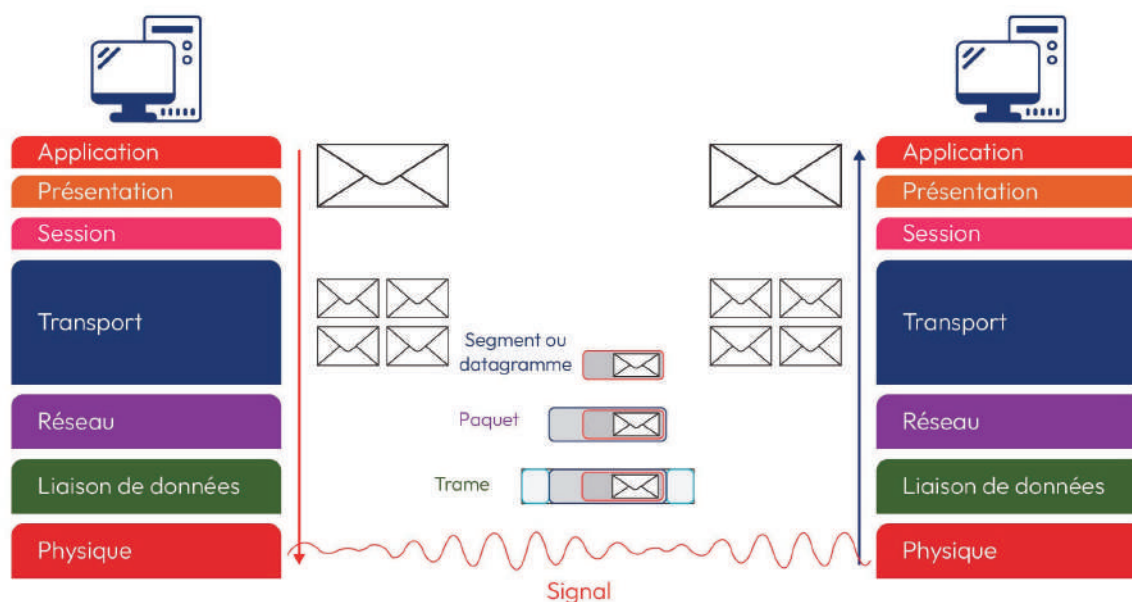 Application
Présentation
Session
Transport
Réseau
Liaison de données
Physique
Segment ou
datagramme
Paquet
Trame
Signal
Application
Présentation
Session
Transport
Réseau
Liaison de données
Physique